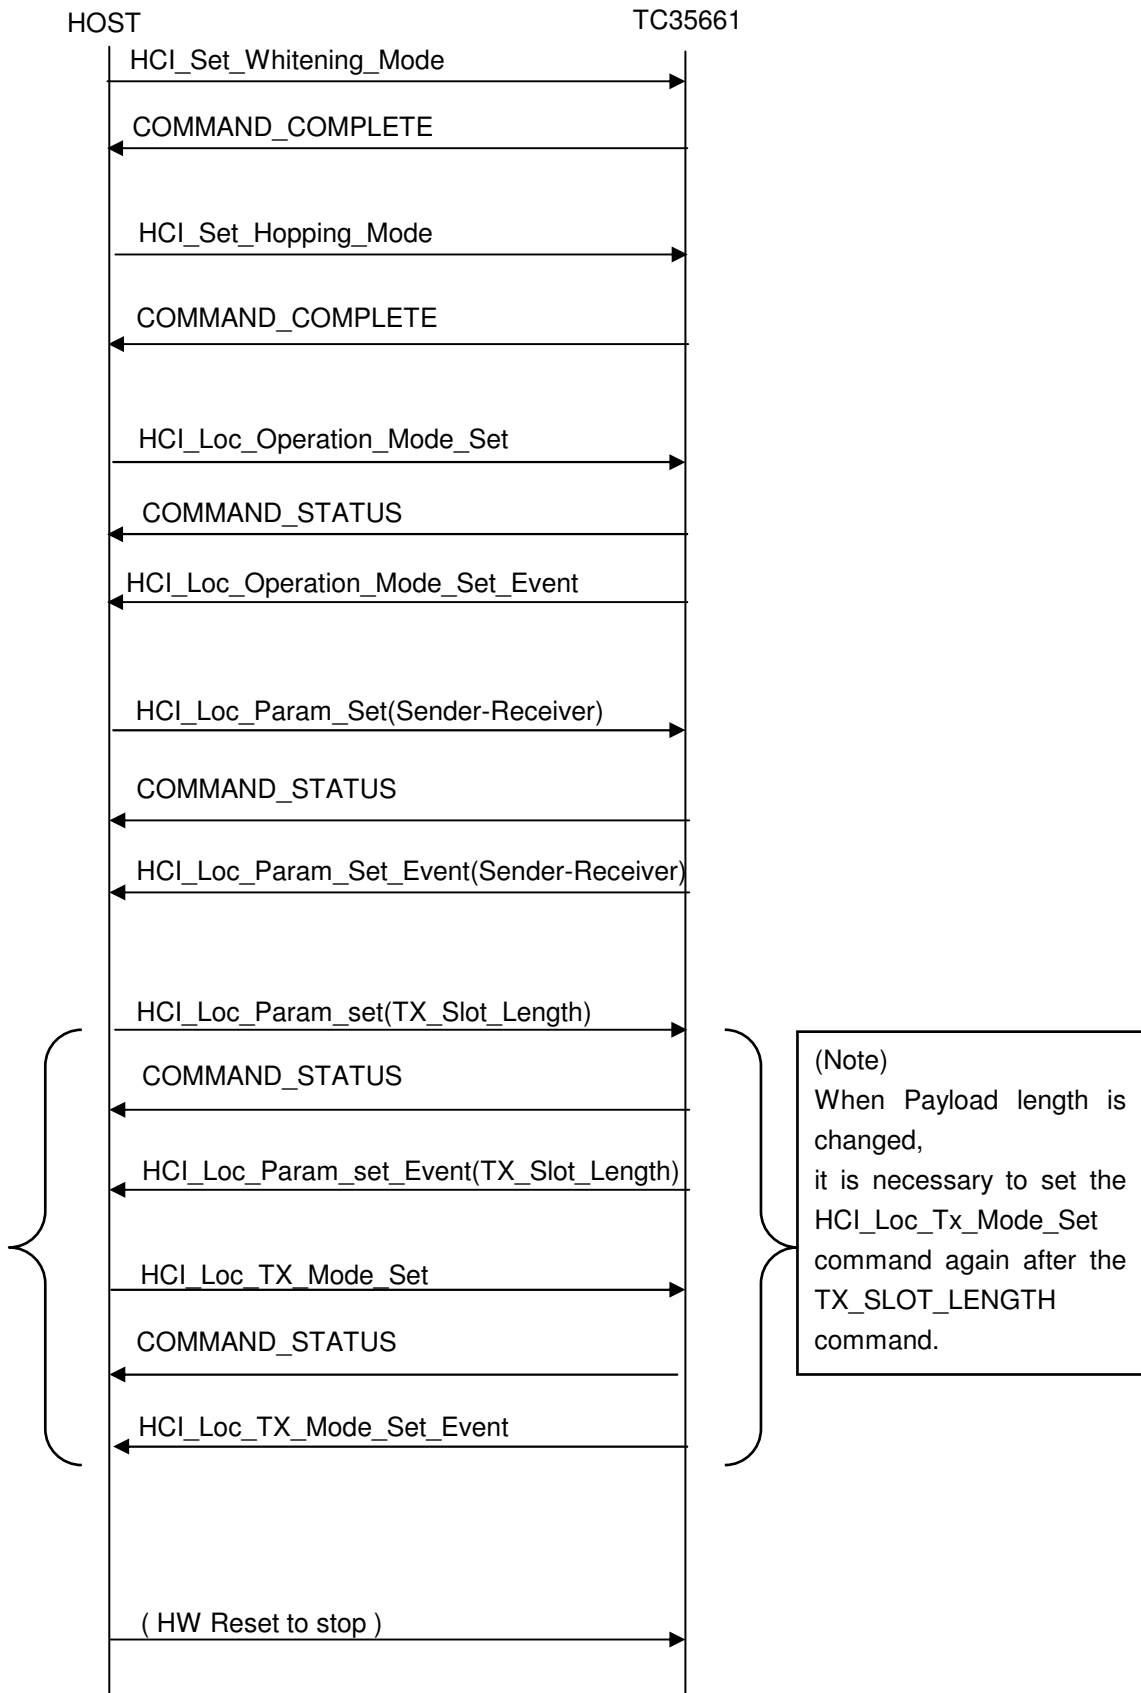 HOST
TC35661
HCI_Set_Whitening_Mode
COMMAND_COMPLETE
HCI_Set_Hopping_Mode
COMMAND_COMPLETE
HCI_Loc_Operation_Mode_Set
COMMAND_STATUS
HCI_Loc_Operation_Mode_Set_Event
HCI_Loc_Param_Set(Sender-Receiver)
COMMAND_STATUS
HCI_Loc_Param_Set_Event(Sender-Receiver)
HCI_Loc_Param_set(TX_Slot_Length)
COMMAND_STATUS
HCI_Loc_Param_set_Event(TX_Slot_Length)
HCI_Loc_TX_Mode_Set
COMMAND_STATUS
HCI_Loc_TX_Mode_Set_Event
(Note)
When Payload length is
changed,
it is necessary to set the
HCI_Loc_Tx_Mode_Set
command again after the
TX_SLOT_LENGTH
command.
( HW Reset to stop )